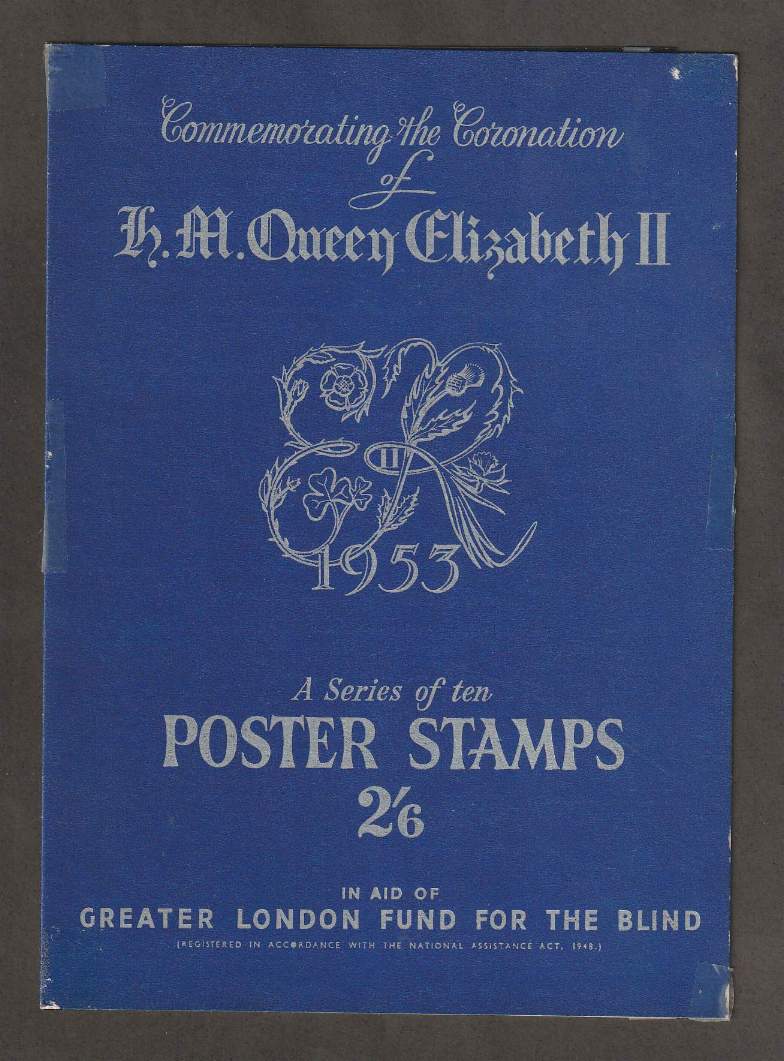 Commemorating the Coronation
of
H.M. Queen Elizabeth II
II
1953
A Series of ten
POSTER STAMPS
2'6
IN AID OF
GREATER LONDON FUND FOR THE BLIND
(REGISTERED IN ACCORDANCE WITH THE NATIONAL ASSISTANCE ACT, 1948.)